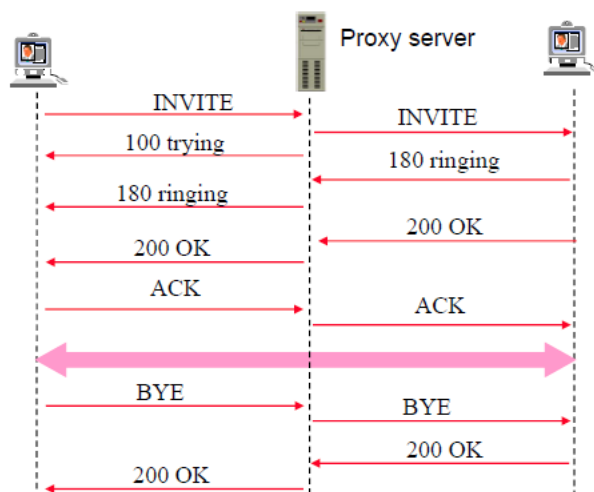 Proxy server
INVITE
INVITE
100 trying
180 ringing
180 ringing
200 OK
200 OK
ACK
ACK
BYE
BYE
200 OK
200 OK